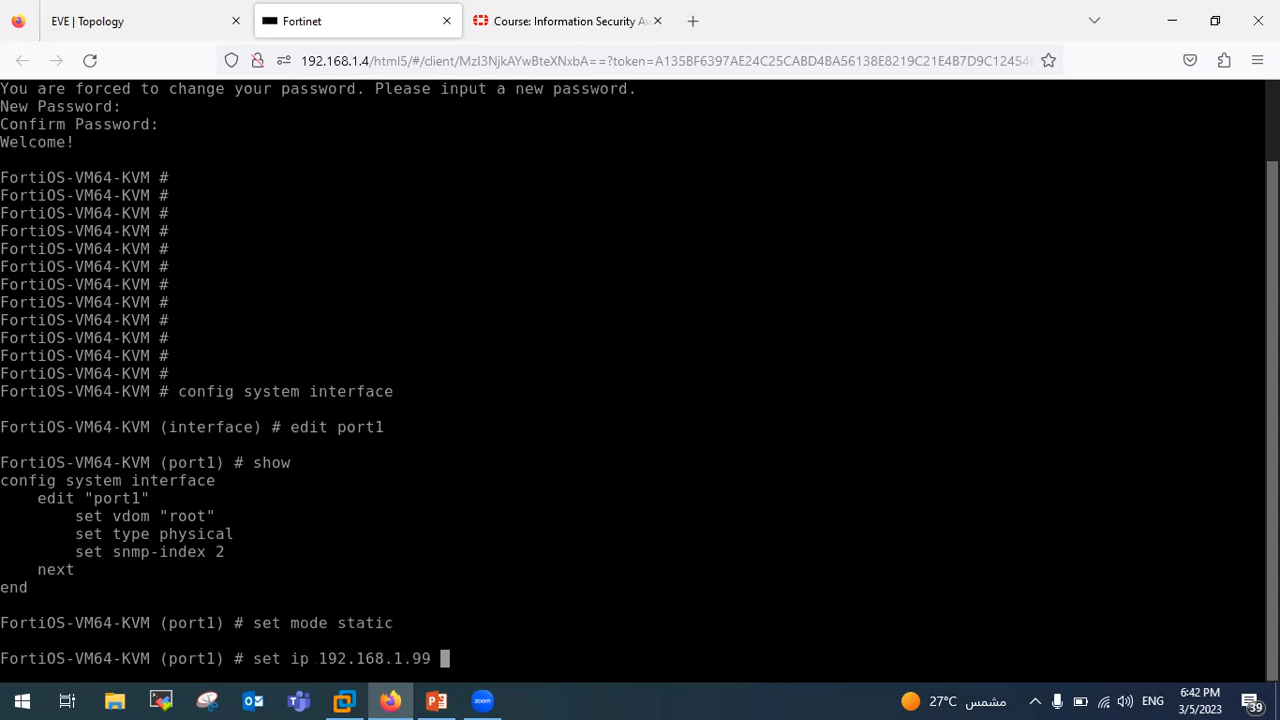 EVE | Topology
Fortinet
Course: Information Security Aw
192.168.1.4/html5/#/client/MzI3NjkAYwBteXNxbA==?token=A135BF6397AE24C25CABD4BA56138E8219C21E4B7D9C12454
You are forced to change your password. Please input a new password.
New Password:
Confirm Password:
Welcome!
FortiOS-VM64-KVM #
FortiOS-VM64-KVM #
FortiOS-VM64-KVM #
FortiOS-VM64-KVM #
FortiOS-VM64-KVM #
FortiOS-VM64-KVM #
FortiOS-VM64-KVM #
FortiOS-VM64-KVM #
FortiOS-VM64-KVM #
FortiOS-VM64-KVM #
FortiOS-VM64-KVM #
FortiOS-VM64-KVM #
FortiOS-VM64-KVM # config system interface
FortiOS-VM64-KVM (interface) # edit port1
FortiOS-VM64-KVM (port1) # show
config system interface
edit "port1"
set vdom "root"
set type physical
set snmp-index 2
next
end
FortiOS-VM64-KVM (port1) # set mode static
FortiOS-VM64-KVM (port1) # set ip 192.168.1.99
27°C مشمس
ENG
6:42 PM
3/5/2023
39
zoom